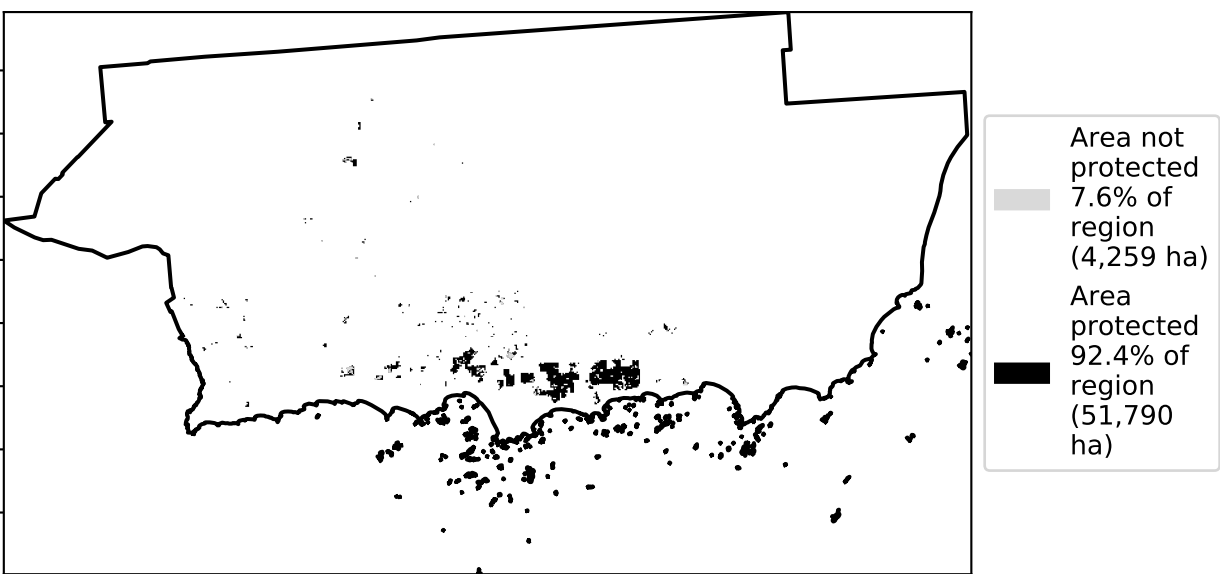 Area not
protected
7.6% of
region
(4,259 ha)
Area
protected
92.4% of
region
(51,790
ha)